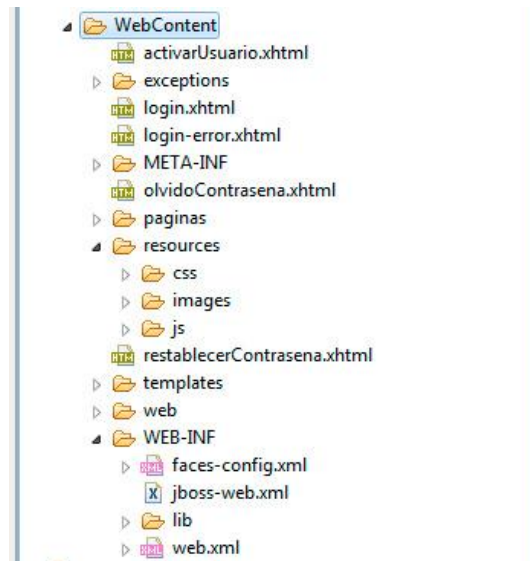 WebContent
activarUsuario.xhtml
exceptions
login.xhtml
login-error.xhtml
META-INF
olvidoContrasena.xhtml
paginas
resources
css
images
js
restablecerContrasena.xhtml
templates
web
WEB-INF
faces-config.xml
jboss-web.xml
lib
web.xml